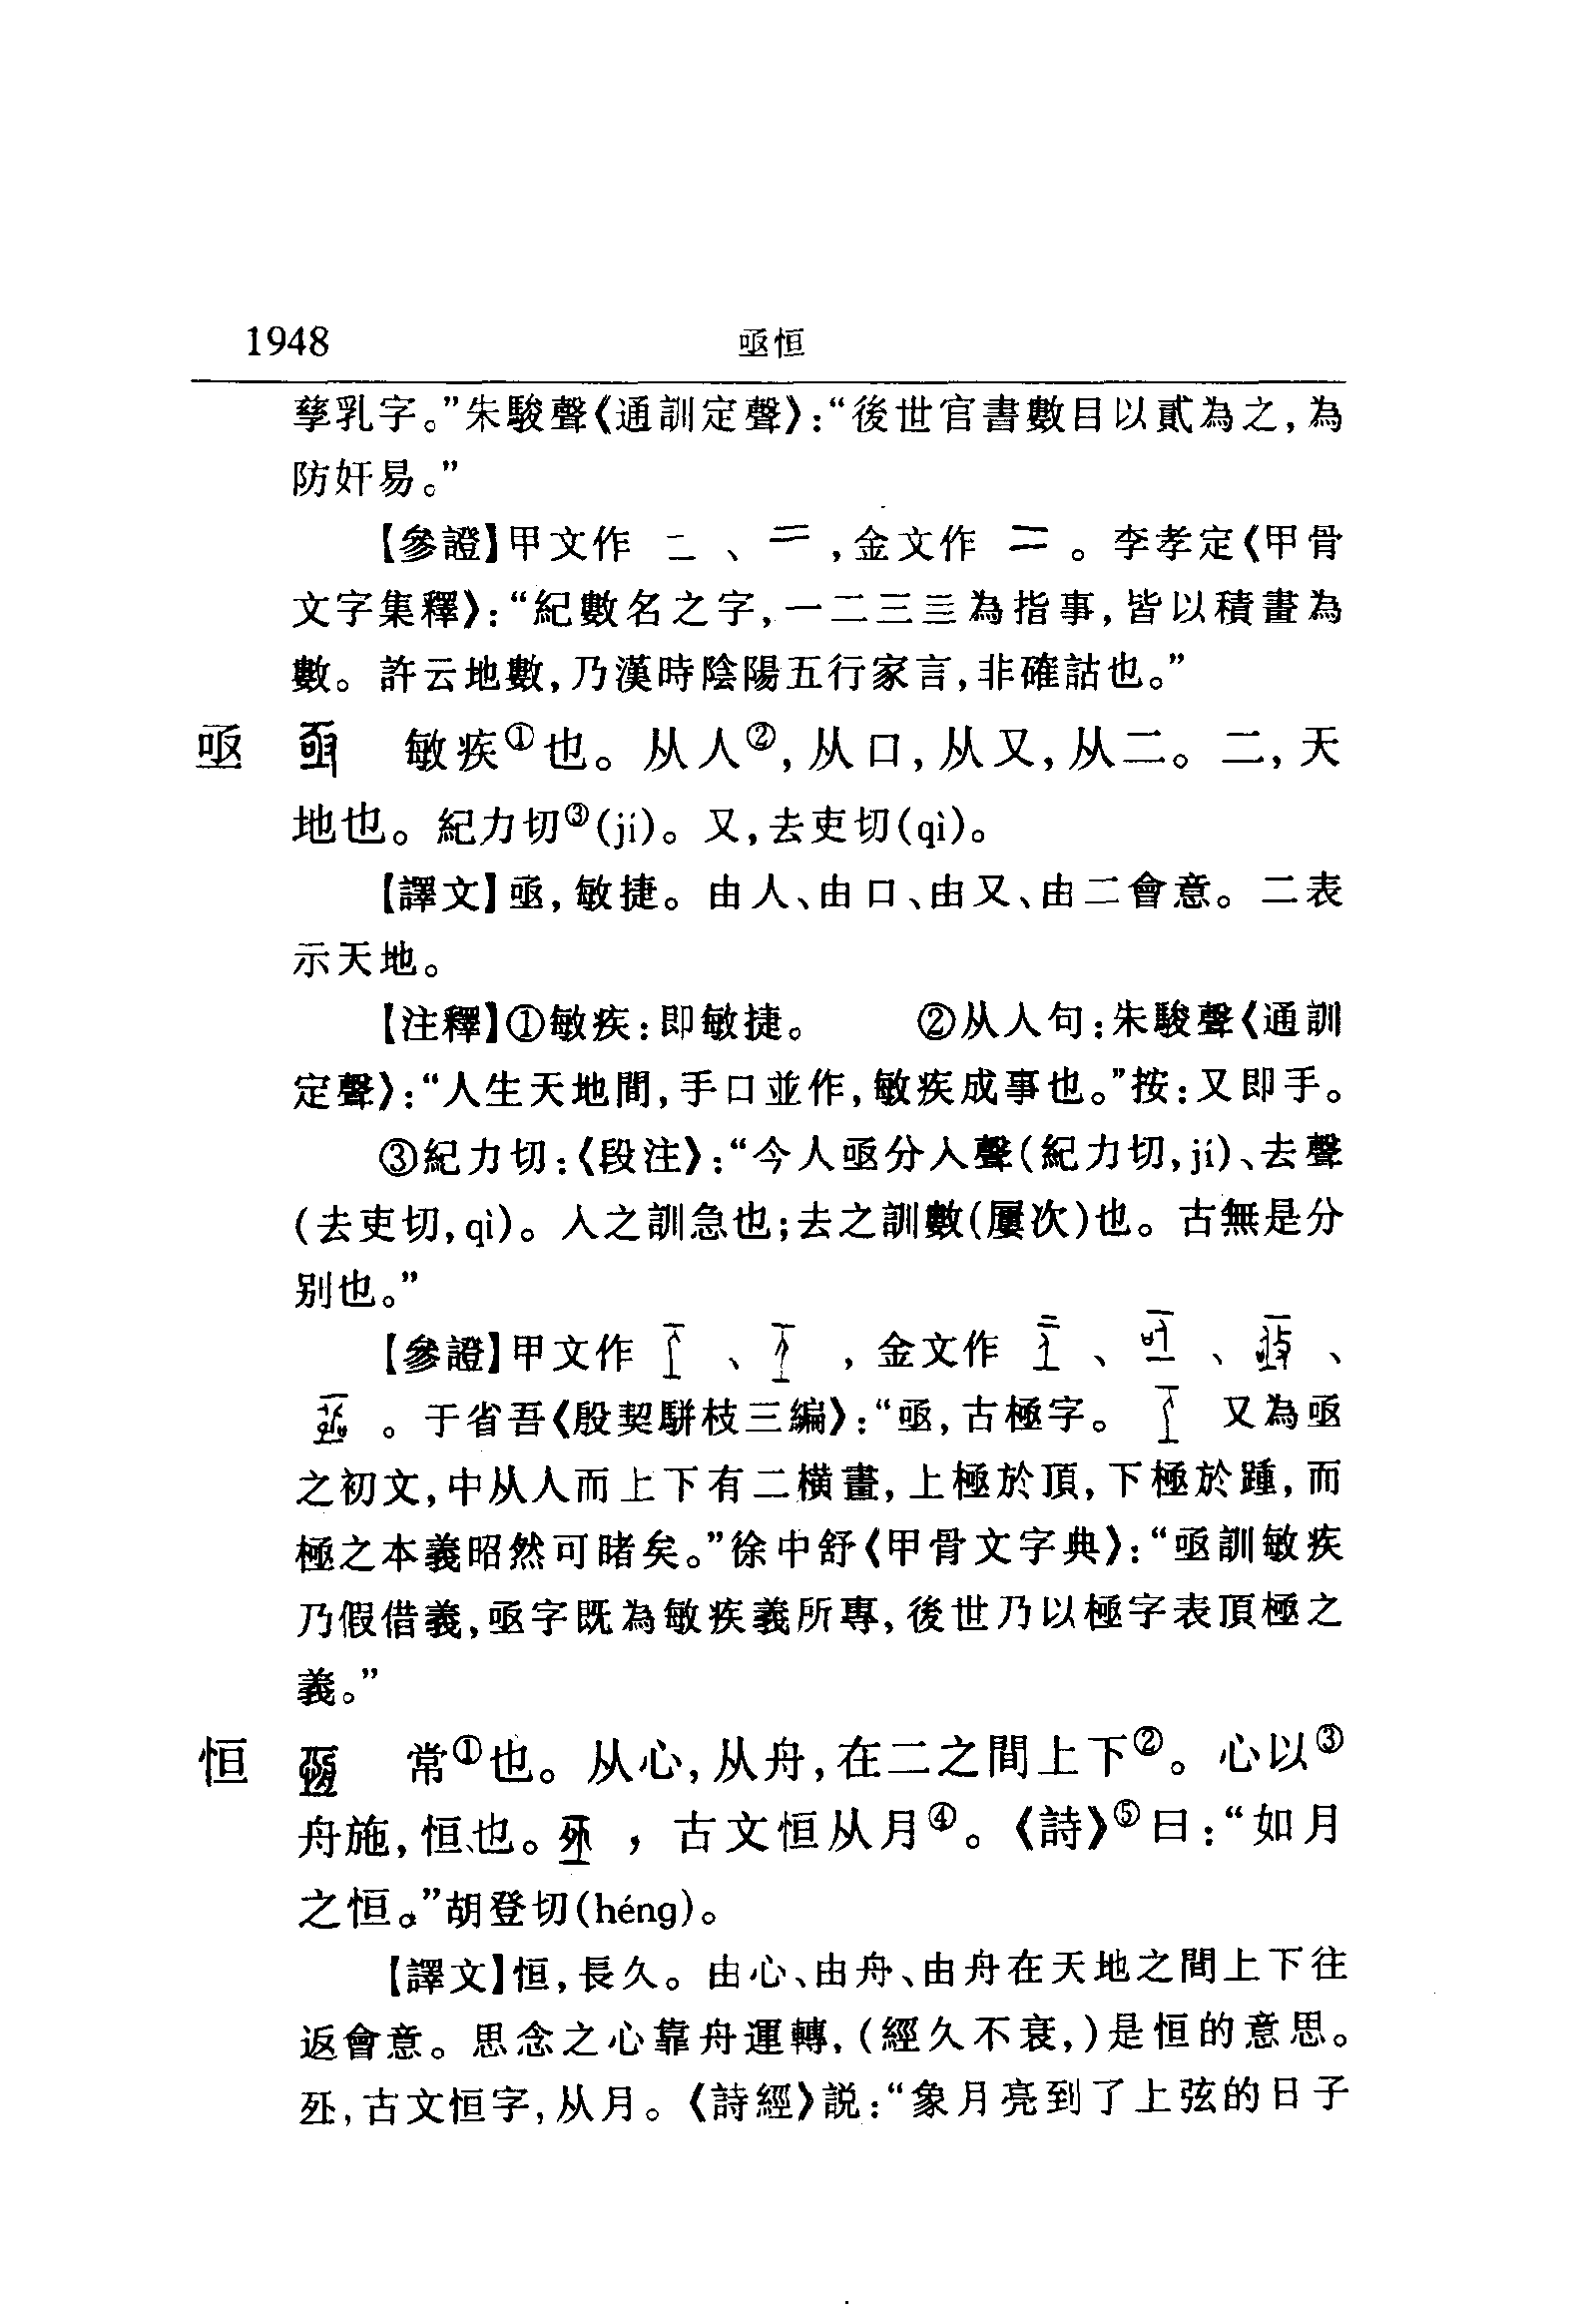 1948 亟恒
孳乳字。”朱駿聲《通訓定聲》：“後世官書數目以貳為之，為
防奸易。”
【參證】甲文作 二 、 二 ，金文作 二 。李孝定《甲骨
文字集釋》：“紀數名之字，一二三亖為指事，皆以積畫為
數。許云地數，乃漢時陰陽五行家言，非確詁也。”
亟 敏疾①也。从人②，从口，从又，从二。二，天
地也。紀力切③(jí)。又，去吏切(qì)。
【譯文】亟，敏捷。由人、由口、由又、由二會意。二表
示天地。
【注釋】①敏疾：即敏捷。 ②从人句：朱駿聲《通訓
定聲》：“人生天地間，手口並作，敏疾成事也。”按：又即手。
③紀力切：《段注》：“今人亟分入聲(紀力切，jí)、去聲
(去吏切，qì)。入之訓急也；去之訓數(屢次)也。古無是分
别也。”
【參證】甲文作 、 ，金文作 、 、 、
。于省吾《殷契駢枝三編》：“亟，古極字。 又為亟
之初文，中从人而上下有二橫畫，上極於頂，下極於踵，而
極之本義昭然可睹矣。”徐中舒《甲骨文字典》：“亟訓敏疾
乃假借義，亟字既為敏疾義所專，後世乃以極字表頂極之
義。”
恒 常①也。从心，从舟，在二之間上下②。心以③
舟施，恒也。 ，古文恒从月④。《詩》⑤曰：“如月
之恒。”胡登切(héng)。
【譯文】恒，長久。由心、由舟、由舟在天地之間上下往
返會意。思念之心靠舟運轉，(經久不衰，)是恒的意思。
，古文恒字，从月。《詩經》説：“象月亮到了上弦的日子